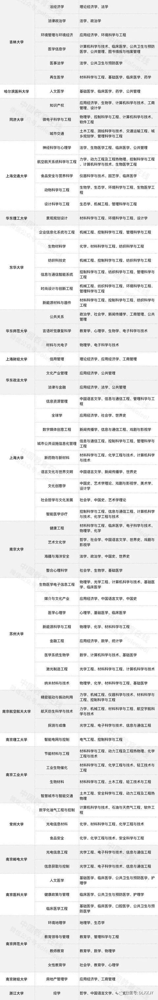 吉林大学
法经济学
理论经济学、法学
法律政治学
法学、政治学
环境管理与环境经济
应用经济学、环境科学与工程
医学信息学
计算机科学与技术、临床医学、公共卫生与预防
医学、公共管理、图书情报与档案管理
医事法学
法学、公共卫生与预防医学
再生医学
材料科学与工程、基础医学、临床医学、药学
哈尔滨医科大学
人文医学
基础医学、临床医学、药学、公共管理
同济大学
知识产权
应用经济学、生物学、计算机科学与技术、工商
管理、设计学
微电子科学与工程
物理学、控制科学与工程、计算机科学与技术、
软件工程
城市交通
土木工程、测绘科学与技术、交通运输工程、城
乡规划学、管理科学与工程
上海交通大学
神经科学与心理学
法学、生物医学工程、临床医学、公共管理
航空航天系统科学与工程
力学、动力工程及工程热物理、控制科学与工程
、计算机科学与技术、生物医学工程
食品安全与营养科学
仪器科学与技术、园艺学、临床医学
动物科学与工程
生物学、生态学、环境科学与工程、生物医学工
程
设计科学与工程
生态学、机械工程、管理科学与工程
华东理工大学
景观规划设计
材料科学与工程、环境科学与工程、设计学
东华大学
企业信息化系统与工程
机械工程、控制科学与工程、管理科学与工程
生物材料学
化学、材料科学与工程、纺织科学与工程
纺织科技史
机械工程、控制科学与工程、纺织科学与工程
信息与通信智能系统
控制科学与工程、纺织科学与工程、管理科学与
工程
时尚设计与创新工程
机械工程、纺织科学与工程、环境科学与工程、
管理科学与工程
新能源材料与器件
材料科学与工程、控制科学与工程、纺织科学与
工程
华东师范大学
公共关系
政治学、社会学、新闻传播学、工商管理、公共
管理
言语听觉康复科学
教育学、心理学、生物学、电子科学与技术
材料与光电子
物理学、电子科学与技术
上海财经大学
信用管理
理论经济学、应用经济学、工商管理
华东政法大学
文化产业管理
应用经济学、公共管理
法律与金融
应用经济学、法学、公共管理
上海大学
信息资源管理
中国语言文学、信息与通信工程、管理科学与工
程
全球学
应用经济学、社会学、世界史
数字媒体创意工程
新闻传播学、信息与通信工程、戏剧与影视学
城市公共设施信息化管理
信息与通信工程、控制科学与工程、管理科学与
工程
新药物与新材料
材料科学与工程、化学工程与技术、计算机科学
与技术
语言文化与世界文明
中国语言文学、新闻传播学、世界史
文化创意学
中国史、艺术学理论、戏剧与影视学、美术学、
设计学
社会哲学与文化发展
社会学、中国史、艺术学理论
智能医学诊疗
控制科学与工程、信息与通信工程、计算机科学
与技术、化学工程与技术
南京大学
健康工程
材料科学与工程、临床医学、电子科学与技术、
物理学、化学
艺术文化学
哲学、社会学、中国语言文学、世界史、戏剧与
影视学
海疆与海洋安全
法学、政治学、中国史、世界史
整合心理科学
社会学、生物学、基础医学
苏州大学
生物医学电子信息工程
物理学、光学工程、计算机科学与技术、基础医
学、临床医学
媒介与文化产业
应用经济学、中国语言文学、中国史
医学心理学
心理学、基础医学、临床医学
新能源科学与工程
物理学、化学、材料科学与工程
金融工程
应用经济学、数学、统计学
医学系统生物学
数学、计算机科学与技术、基础医学
激光制造工程
光学工程、材料科学与工程、计算机科学与技术
纳米材料与技术
物理学、化学、材料科学与工程、基础医学
南京航空航天大学
精密驱动与振动利用
力学、机械工程、仪器科学与技术、材料科学与
工程、控制科学与工程
航天仿生科学与技术
力学、机械工程、材料科学与工程、航空宇航科
学与技术
探测与成像
光学工程、电子科学与技术、信息与通信工程
南京理工大学
智能电网与控制
电气工程、控制科学与工程
南京工业大学
节能材料与工程
材料科学与工程、动力工程及工程热物理、化学
工程与技术
工业生物催化
材料科学与工程、化学工程与技术、轻工技术与
工程
生物材料
材料科学与工程、土木工程、轻工技术与工程
智慧城市与智能交通
土木工程、安全科学与工程、动力工程及工程热
物理
常州大学
数字化油气工程与控制
计算机科学与技术、石油与天然气工程、软件工
程
光电信息材料
化学、材料科学与工程、化学工程与技术
食品安全
化学、化学工程与技术、安全科学与工程
南京邮电大学
光电信息工程
光学工程、电子科学与技术、信息与通信工程
信息获取与控制
光学工程、电子科学与技术、信息与通信工程
南京医科大学
人文医学
基础医学、临床医学、公共卫生与预防医学、护
理学
健康政策与管理
临床医学、公共卫生与预防医学、护理学
临床医学工程
基础医学、临床医学、口腔医学、公共卫生与预
防医学
南京师范大学
环境地理学
地理学、生态学
教育领导与管理
教育学、管理科学与工程
教师教育
教育学、数学、物理学
女性教育学
社会学、教育学、心理学
南京财经大学
房地产管理学
应用经济学、工商管理
浙江大学
经学
哲学、中国语言文学、中
微信号: DLKKJY